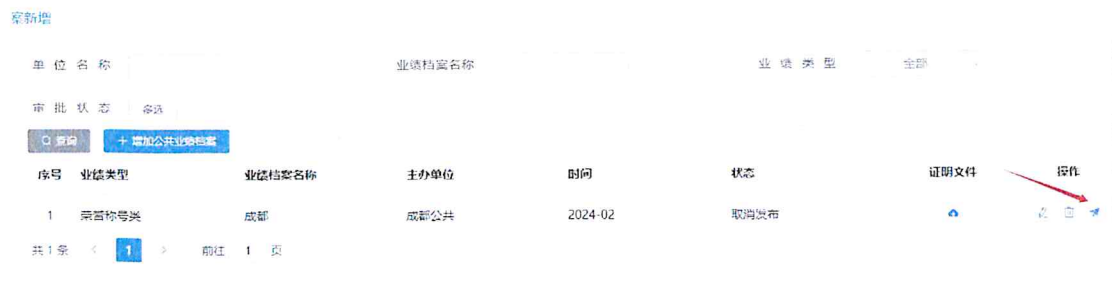 案新增
单位名称 业绩档案名称 业绩类型 全部
审批状态 多选
查询 + 增加公共业绩档案
序号 业绩类型 业绩档案名称 主办单位 时间 状态 证明文件 操作
1 荣誉称号类 成都 成都公共 2024-02 取消发布
共1条 < 1 > 前往 1 页